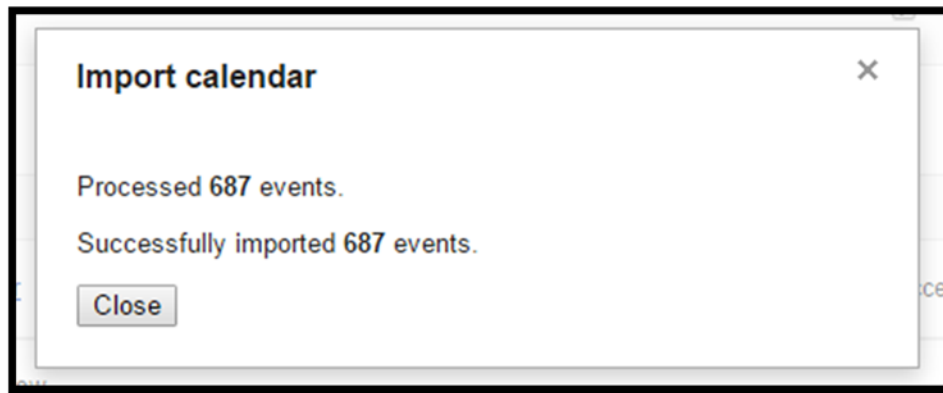 Import calendar
Processed 687 events.
Successfully imported 687 events.
Close